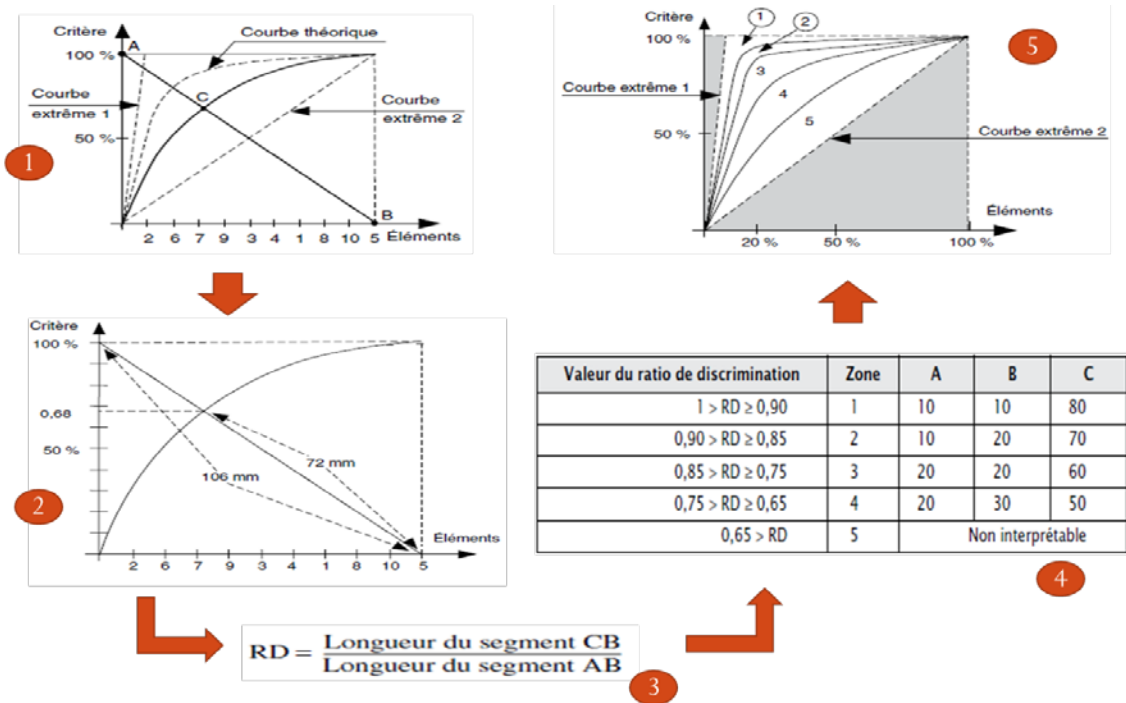 Critère
A
100 %
Courbe théorique
Courbe
extrême 1
C
Courbe
extrême 2
50 %
B
2 6 7 9 3 4 1 8 10 5 Éléments
1
Critère
100 %
0,68
50 %
72 mm
106 mm
Éléments
2 6 7 9 3 4 1 8 10 5
2
RD = Longueur du segment CB
Longueur du segment AB
3
Valeur du ratio de discrimination Zone A B C
1 > RD ≥ 0,90 1 10 10 80
0,90 > RD ≥ 0,85 2 10 20 70
0,85 > RD ≥ 0,75 3 20 20 60
0,75 > RD ≥ 0,65 4 20 30 50
0,65 > RD 5 Non interprétable
4
Critère
1 2
100 %
3
Courbe extrême 1
4
5
50 %
Courbe extrême 2
Éléments
20 % 50 % 100 %
5